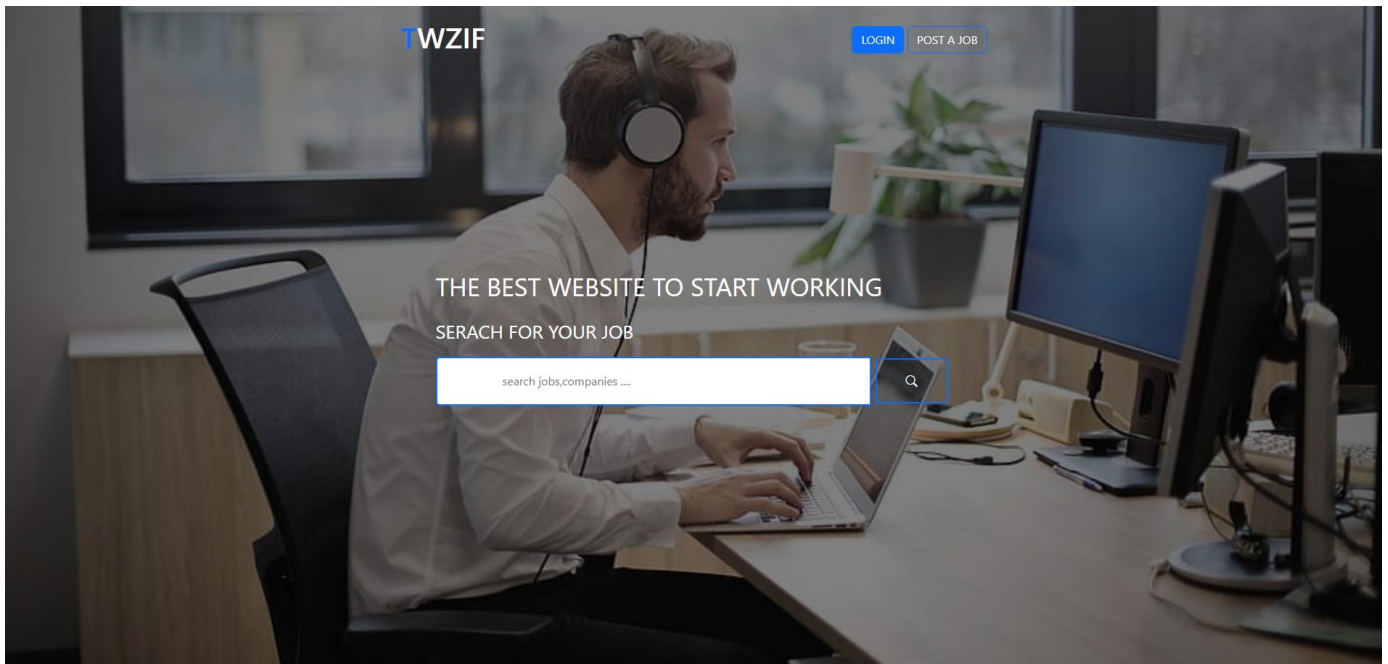 TWZIF
LOGIN POST A JOB
THE BEST WEBSITE TO START WORKING
SERACH FOR YOUR JOB
search jobs,companies ....